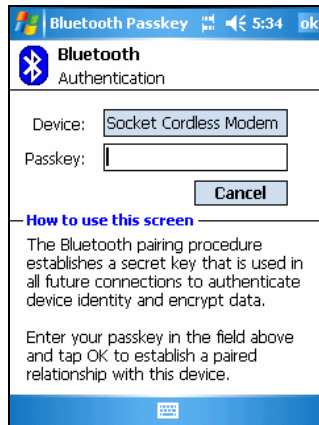 Bluetooth Passkey 5:34 ok
Bluetooth
Authentication
Device: Socket Cordless Modem
Passkey:
Cancel
How to use this screen
The Bluetooth pairing procedure
establishes a secret key that is used in
all future connections to authenticate
device identity and encrypt data.
Enter your passkey in the field above
and tap OK to establish a paired
relationship with this device.